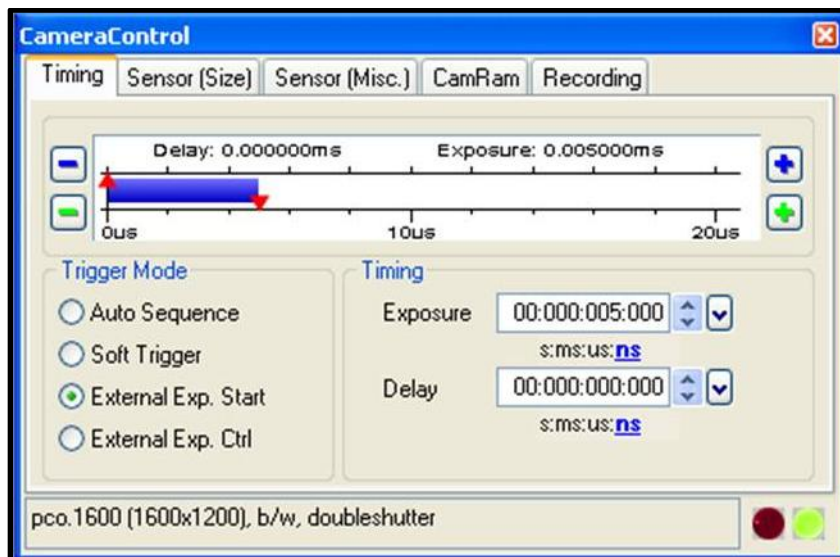 CameraControl
Timing Sensor (Size) Sensor (Misc.) CamRam Recording
Delay: 0.000000ms Exposure: 0.005000ms
0us 10us 20us
Trigger Mode
Auto Sequence
Soft Trigger
External Exp. Start
External Exp. Ctrl
Timing
Exposure 00:000:005:000
s:ms:us:ns
Delay 00:000:000:000
s:ms:us:ns
pco.1600 (1600x1200), b/w, doubleshutter